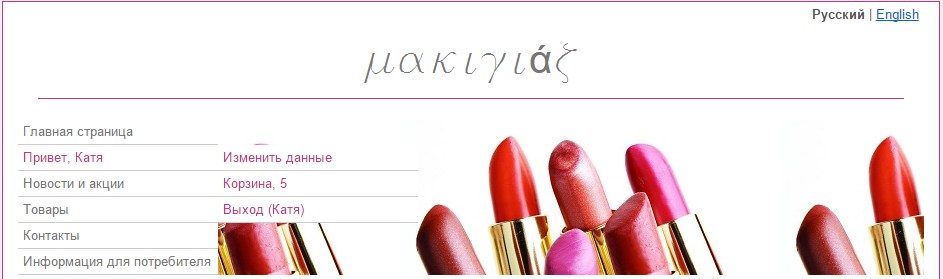 Русский | English
μακιγιάζ
Главная страница
Привет, Катя Изменить данные
Новости и акции Корзина, 5
Товары Выход (Катя)
Контакты
Информация для потребителя